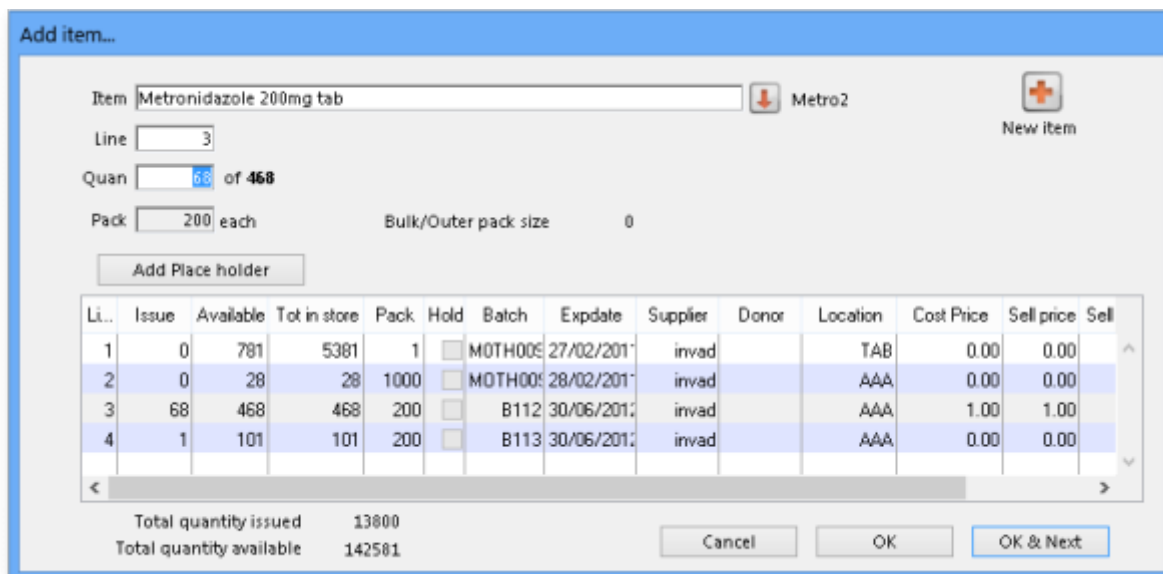 Add item...
Item Metronidazole 200mg tab Metro2
New item
Line 3
Quan 68 of 468
Pack 200 each Bulk/Outer pack size 0
Add Place holder
Li... Issue Available Tot in store Pack Hold Batch Expdate Supplier Donor Location Cost Price Sell price Sell
1 0 781 5381 1 M0TH009 27/02/201 invad TAB 0.00 0.00
2 0 28 28 1000 M0TH00 28/02/201 invad AAA 0.00 0.00
3 68 468 468 200 B112 30/06/2012 invad AAA 1.00 1.00
4 1 101 101 200 B113 30/06/2012 invad AAA 0.00 0.00
Total quantity issued 13800
Total quantity available 142581
Cancel OK OK & Next